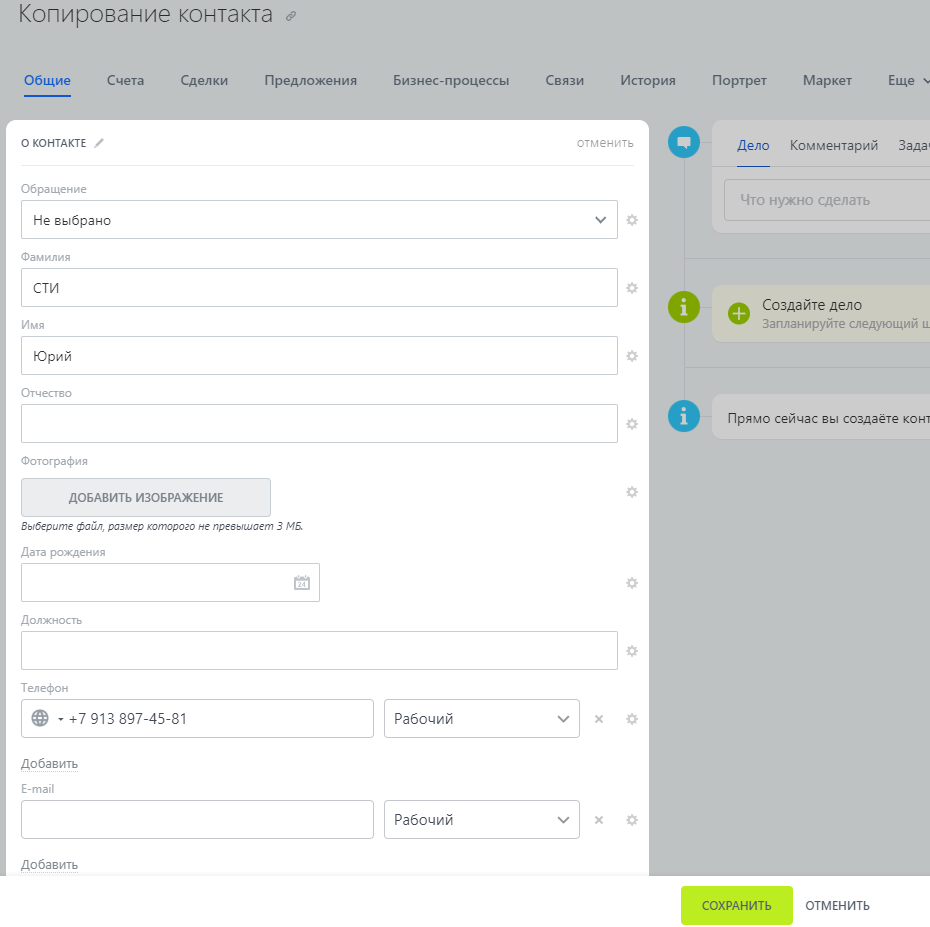 Копирование контакта
Общие Счета Сделки Предложения Бизнес-процессы Связи История Портрет Маркет Еще
О КОНТАКТЕ отменить
Обращение
Не выбрано
Фамилия
СТИ
Имя
Юрий
Отчество
Фотография
ДОБАВИТЬ ИЗОБРАЖЕНИЕ
Выберите файл, размер которого не превышает 3 МБ.
Дата рождения
24
Должность
Телефон
+7 913 897-45-81 Рабочий
Добавить
E-mail
Рабочий
Добавить
Дело Комментарий
Что нужно сделать
Создайте дело
Запланируйте следующий
Прямо сейчас вы создаёте
СОХРАНИТЬ ОТМЕНИТЬ